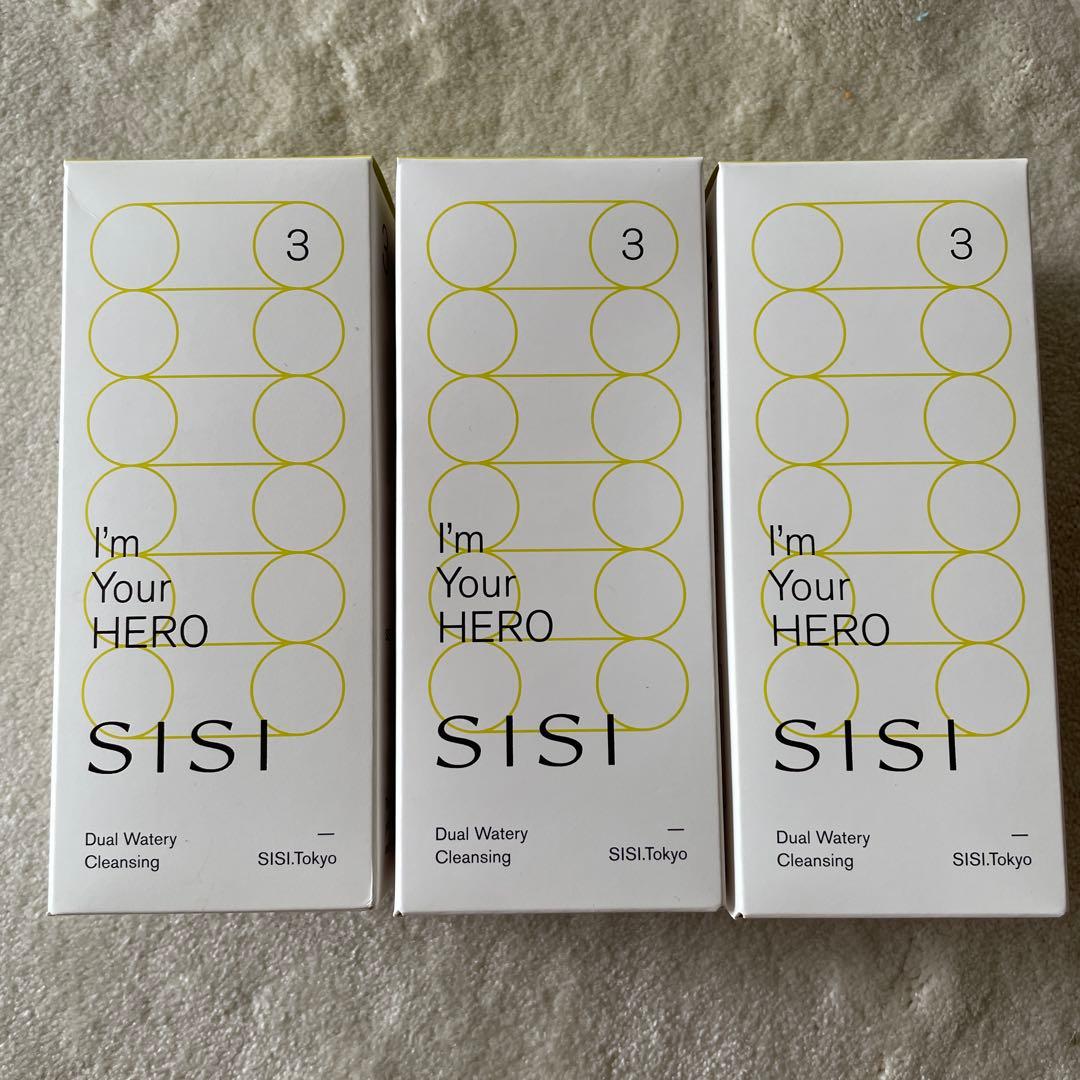 3
I'm
Your
HERO
SISI
Dual Watery
Cleansing
—
SISI.Tokyo
3
I'm
Your
HERO
SISI
Dual Watery
Cleansing
—
SISI.Tokyo
3
I'm
Your
HERO
SISI
Dual Watery
Cleansing
—
SISI.Tokyo